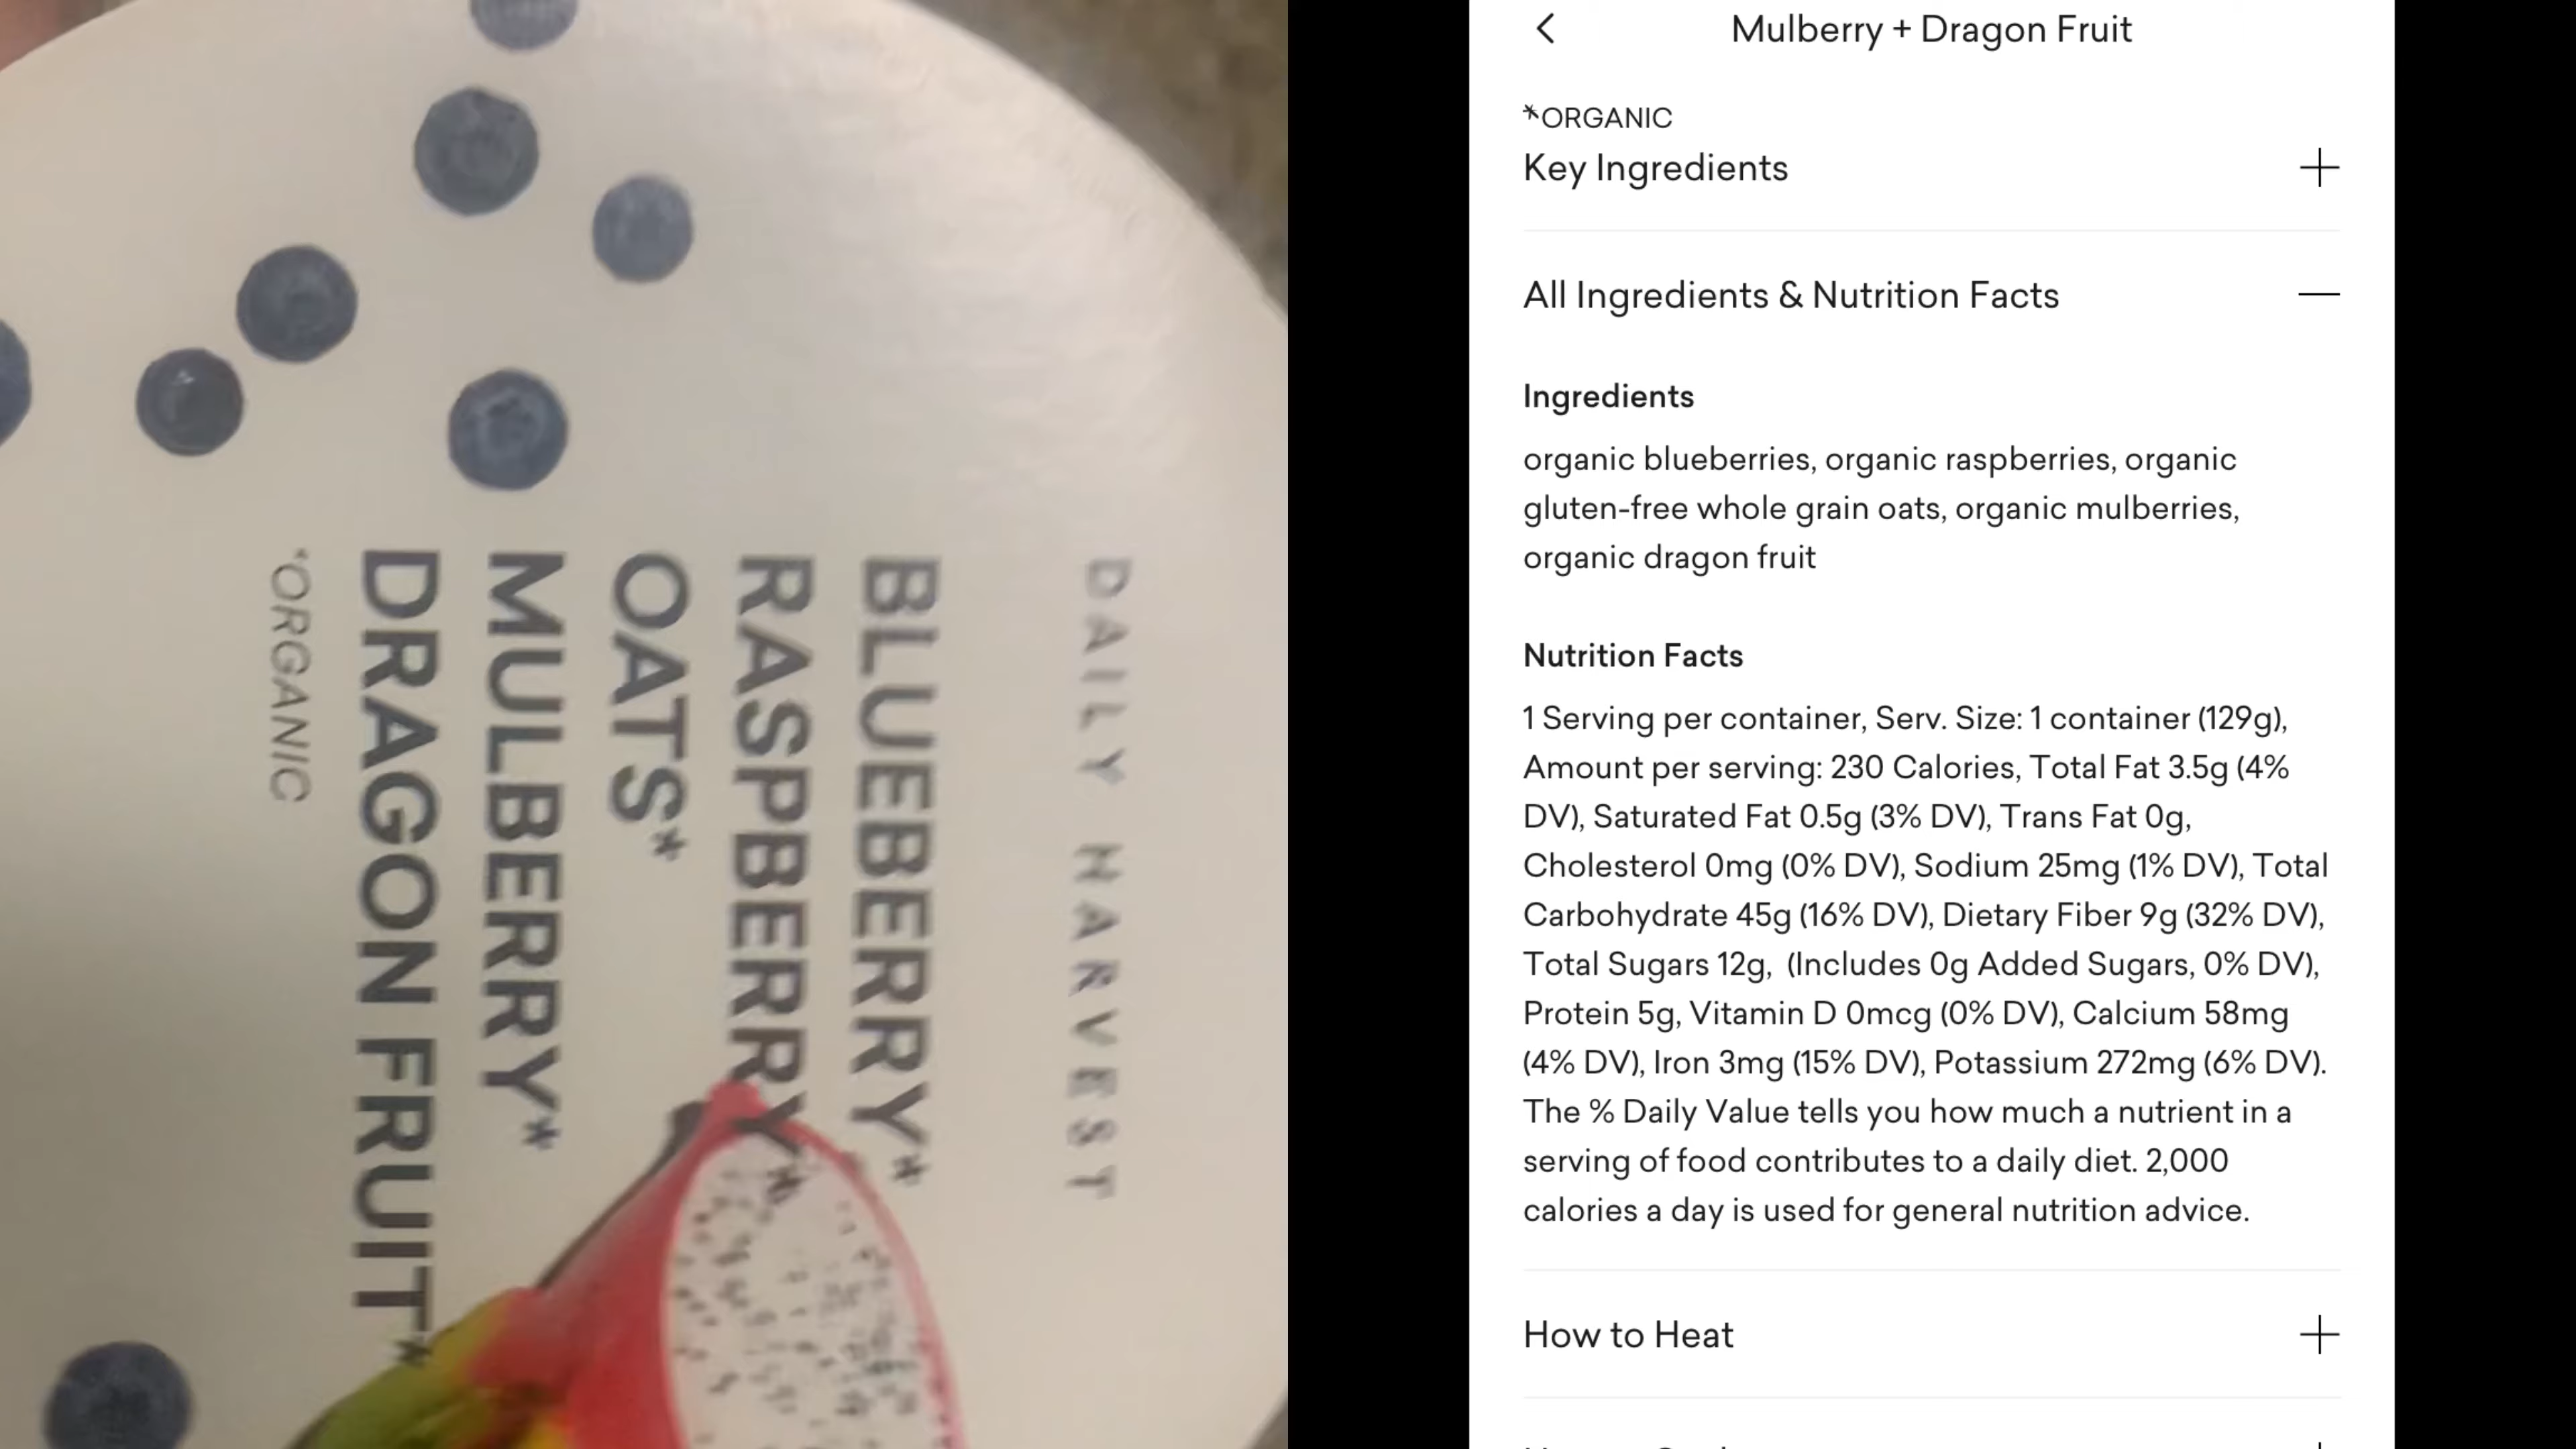 DAILY HARVEST
BLUEBERRY*
RASPBERRY*
OATS*
MULBERRY*
DRAGON FRUIT*
*ORGANIC
Mulberry + Dragon Fruit
*ORGANIC
Key Ingredients
All Ingredients & Nutrition Facts
Ingredients
organic blueberries, organic raspberries, organic
gluten-free whole grain oats, organic mulberries,
organic dragon fruit
Nutrition Facts
1 Serving per container, Serv. Size: 1 container (129g),
Amount per serving: 230 Calories, Total Fat 3.5g (4%
DV), Saturated Fat 0.5g (3% DV), Trans Fat 0g,
Cholesterol 0mg (0% DV), Sodium 25mg (1% DV), Total
Carbohydrate 45g (16% DV), Dietary Fiber 9g (32% DV),
Total Sugars 12g, (Includes 0g Added Sugars, 0% DV),
Protein 5g, Vitamin D 0mcg (0% DV), Calcium 58mg
(4% DV), Iron 3mg (15% DV), Potassium 272mg (6% DV).
The % Daily Value tells you how much a nutrient in a
serving of food contributes to a daily diet. 2,000
calories a day is used for general nutrition advice.
How to Heat